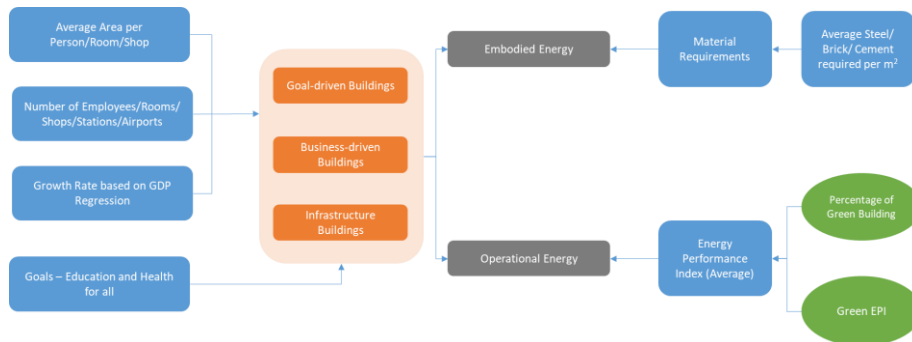 Average Area per
Person/Room/Shop
Number of Employees/Rooms/
Shops/Stations/Airports
Growth Rate based on GDP
Regression
Goals – Education and Health
for all
Goal-driven Buildings
Business-driven
Buildings
Infrastructure
Buildings
Embodied Energy
Operational Energy
Material
Requirements
Average Steel/
Brick/ Cement
required per m²
Energy
Performance
Index (Average)
Percentage of
Green Building
Green EPI